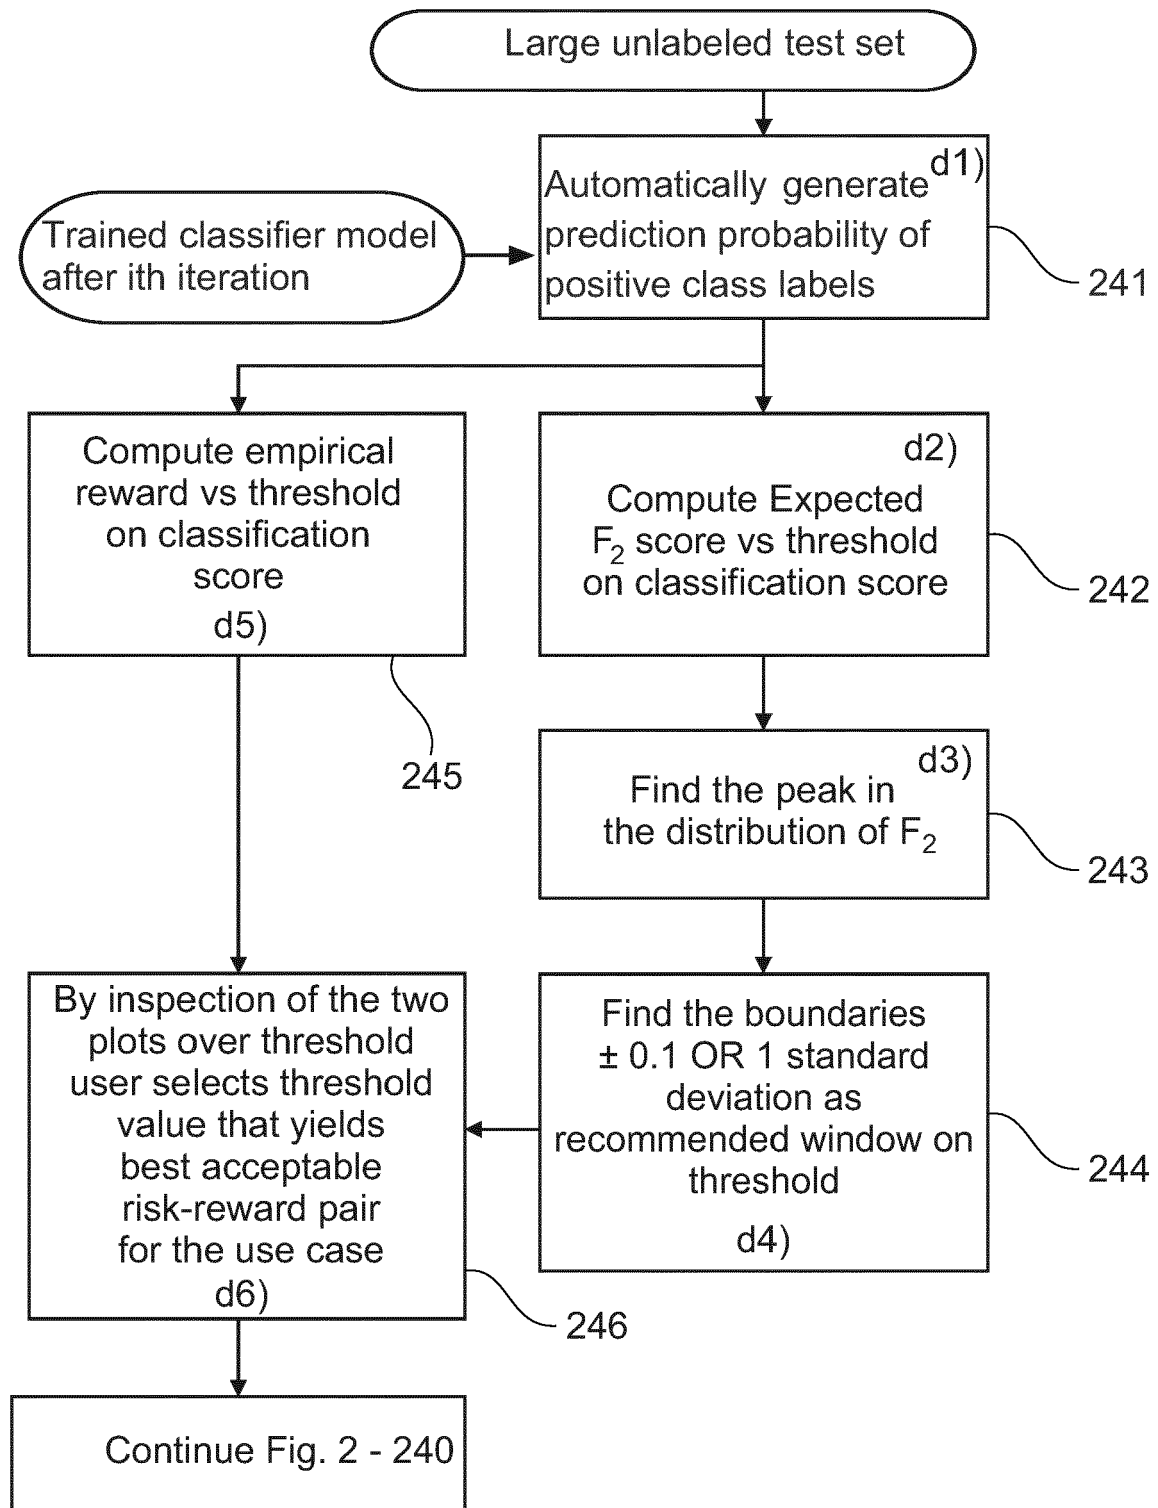 Large unlabeled test set
d1)
Automatically generate
prediction probability of
positive class labels
241
Trained classifier model
after ith iteration
Compute empirical
reward vs threshold
on classification
score
d5)
245
d2)
Compute Expected
F₂ score vs threshold
on classification score
242
d3)
Find the peak in
the distribution of F₂
243
By inspection of the two
plots over threshold
user selects threshold
value that yields
best acceptable
risk-reward pair
for the use case
d6)
246
Find the boundaries
± 0.1 OR 1 standard
deviation as
recommended window on
threshold
d4)
244
Continue Fig. 2 - 240